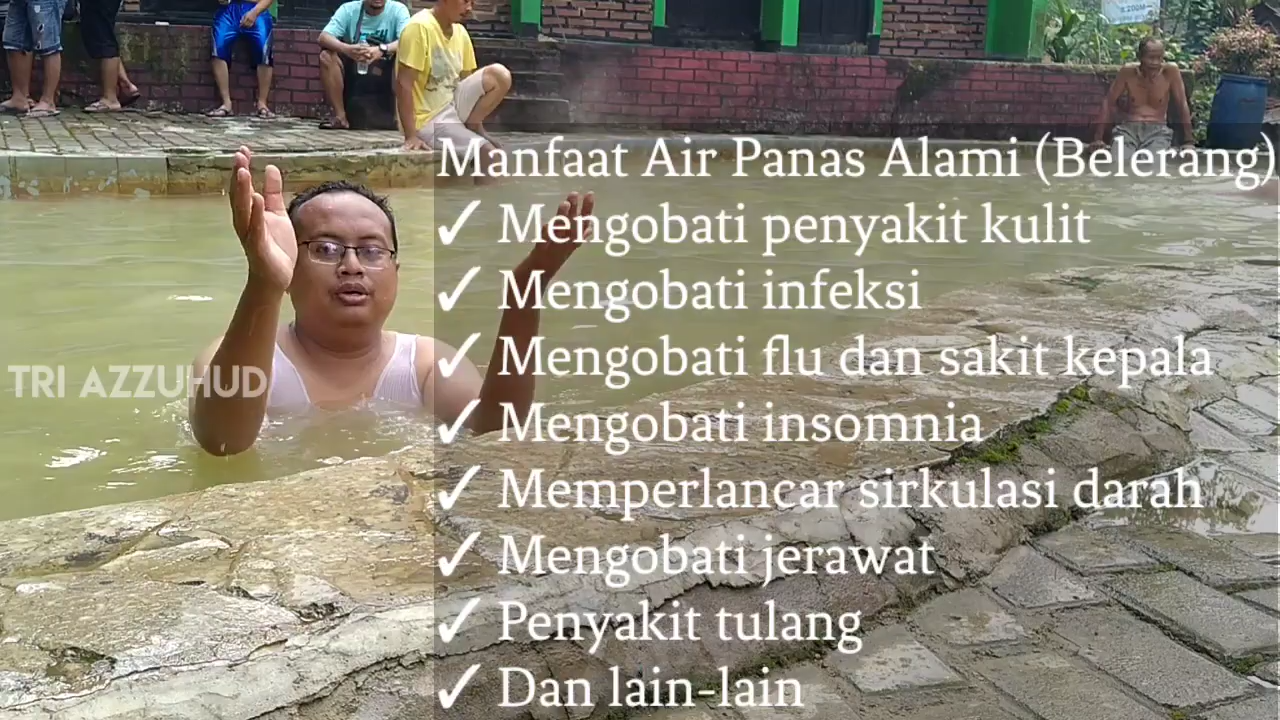 Manfaat Air Panas Alami (Belerang)
✓ Mengobati penyakit kulit
✓ Mengobati infeksi
✓ Mengobati flu dan sakit kepala
TRI AZZUHUD
✓ Mengobati insomnia
✓ Memperlancar sirkulasi darah
✓ Mengobati jerawat
✓ Penyakit tulang
✓ Dan lain-lain